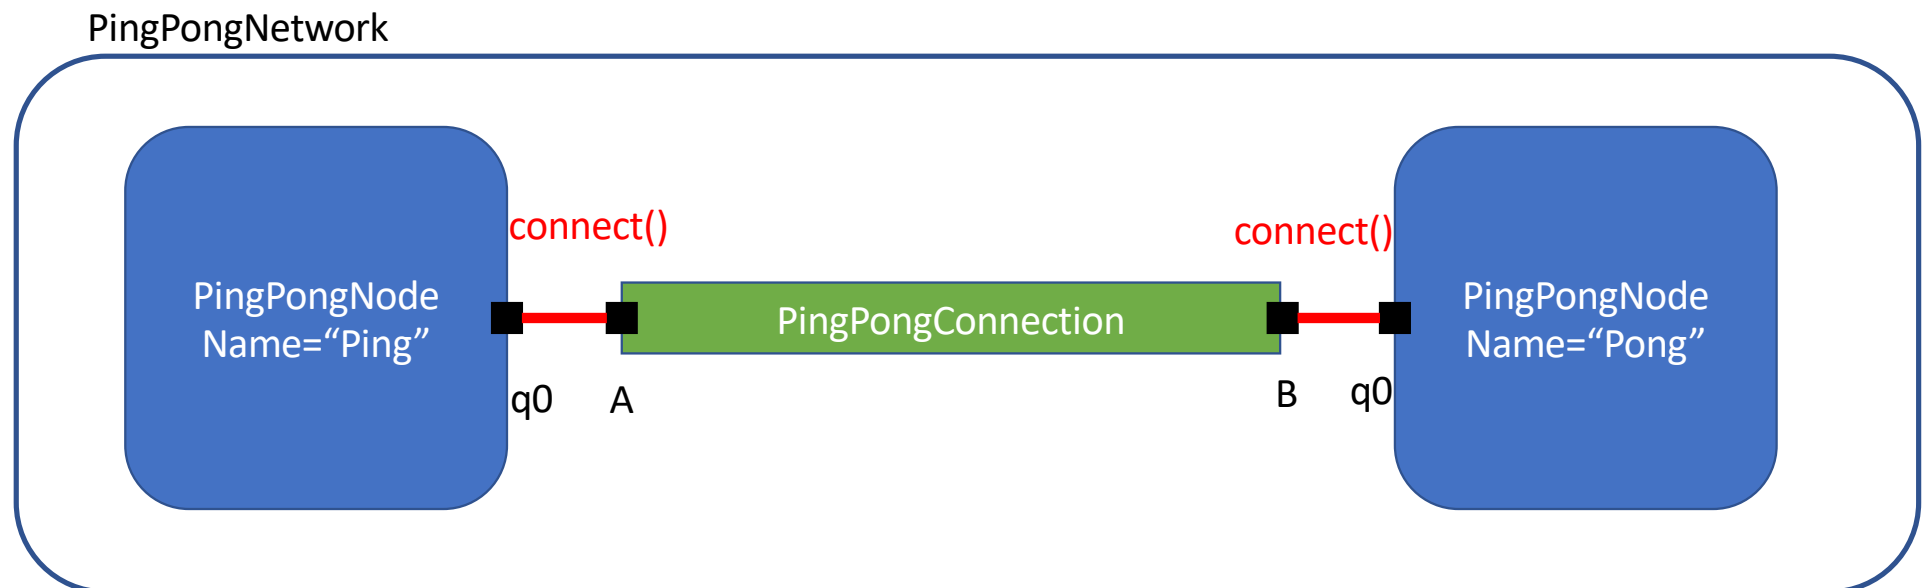 PingPongNetwork
connect()
connect()
PingPongNode
Name=“Ping”
PingPongConnection
PingPongNode
Name=“Pong”
q0
A
B
q0